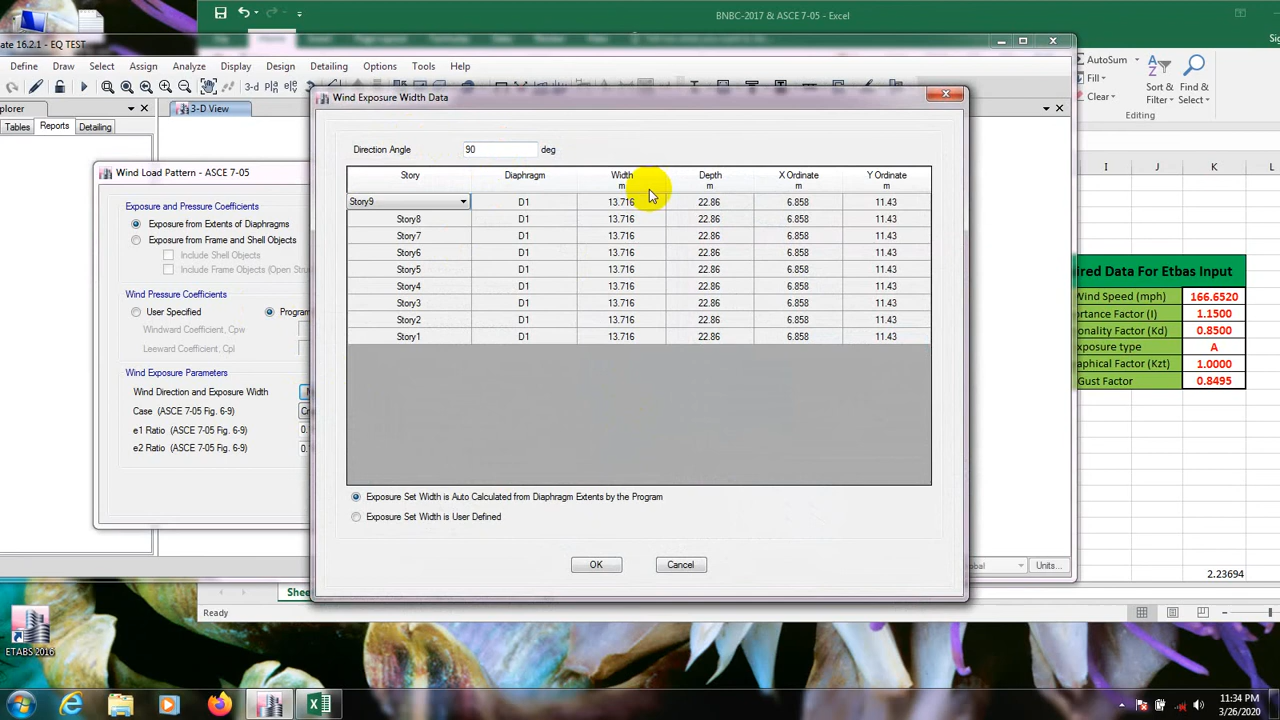 BNBC-2017 & ASCE 7-05 - Excel
ate 16.2.1 - EQ TEST
Define Draw Select Assign Analyze Display Design Detailing Options Tools Help
3-d
AutoSum
Fill
Clear
Sort & Filter
Find & Select
Editing
plorer
3-D View
Tables Reports Detailing
Wind Exposure Width Data
Direction Angle 90 deg
Story Diaphragm Width m Depth m X Ordinate m Y Ordinate m
Story9 D1 13.716 22.86 6.858 11.43
Story8 D1 13.716 22.86 6.858 11.43
Story7 D1 13.716 22.86 6.858 11.43
Story6 D1 13.716 22.86 6.858 11.43
Story5 D1 13.716 22.86 6.858 11.43
Story4 D1 13.716 22.86 6.858 11.43
Story3 D1 13.716 22.86 6.858 11.43
Story2 D1 13.716 22.86 6.858 11.43
Story1 D1 13.716 22.86 6.858 11.43
Exposure Set Width is Auto Calculated from Diaphragm Extents by the Program
Exposure Set Width is User Defined
OK Cancel
Wind Load Pattern - ASCE 7-05
Exposure and Pressure Coefficients
Exposure from Extents of Diaphragms
Exposure from Frame and Shell Objects
Include Shell Objects
Include Frame Objects (Open Stru
Wind Pressure Coefficients
User Specified Program
Windward Coefficient, Cpw
Leeward Coefficient, Cpl
Wind Exposure Parameters
Wind Direction and Exposure Width
Case (ASCE 7-05 Fig. 6-9)
e1 Ratio (ASCE 7-05 Fig. 6-9)
e2 Ratio (ASCE 7-05 Fig. 6-9)
I J K L
ired Data For Etbas Input
Wind Speed (mph) 166.6520
ortance Factor (I) 1.1500
ionality Factor (Kd) 0.8500
xposure type A
aphical Factor (Kzt) 1.0000
Gust Factor 0.8495
2.23694
lobal Units...
Shee
Ready
ETABS 2016
11:34 PM
3/26/2020